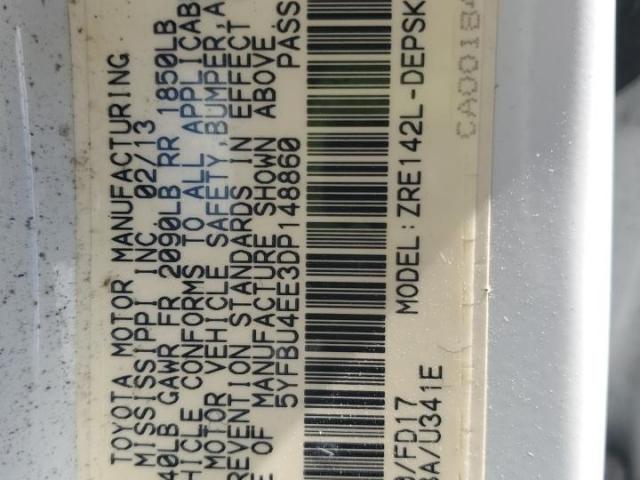 TOYOTA MOTOR MANUFACTURING
MISSISSIPPI INC 02/13
40LB GAWR FR 2090LB RR 1850LB
HICLE CONFORMS TO ALL APPLICAB
MOTOR VEHICLE SAFETY, BUMPER, A
REVENTION STANDARDS IN EFFECT
E OF MANUFACTURE SHOWN ABOVE
5YFBU4EE3DP148860 PASS
MODEL: ZRE142L-DEPSK
/FD17
A/U341E
CA0018